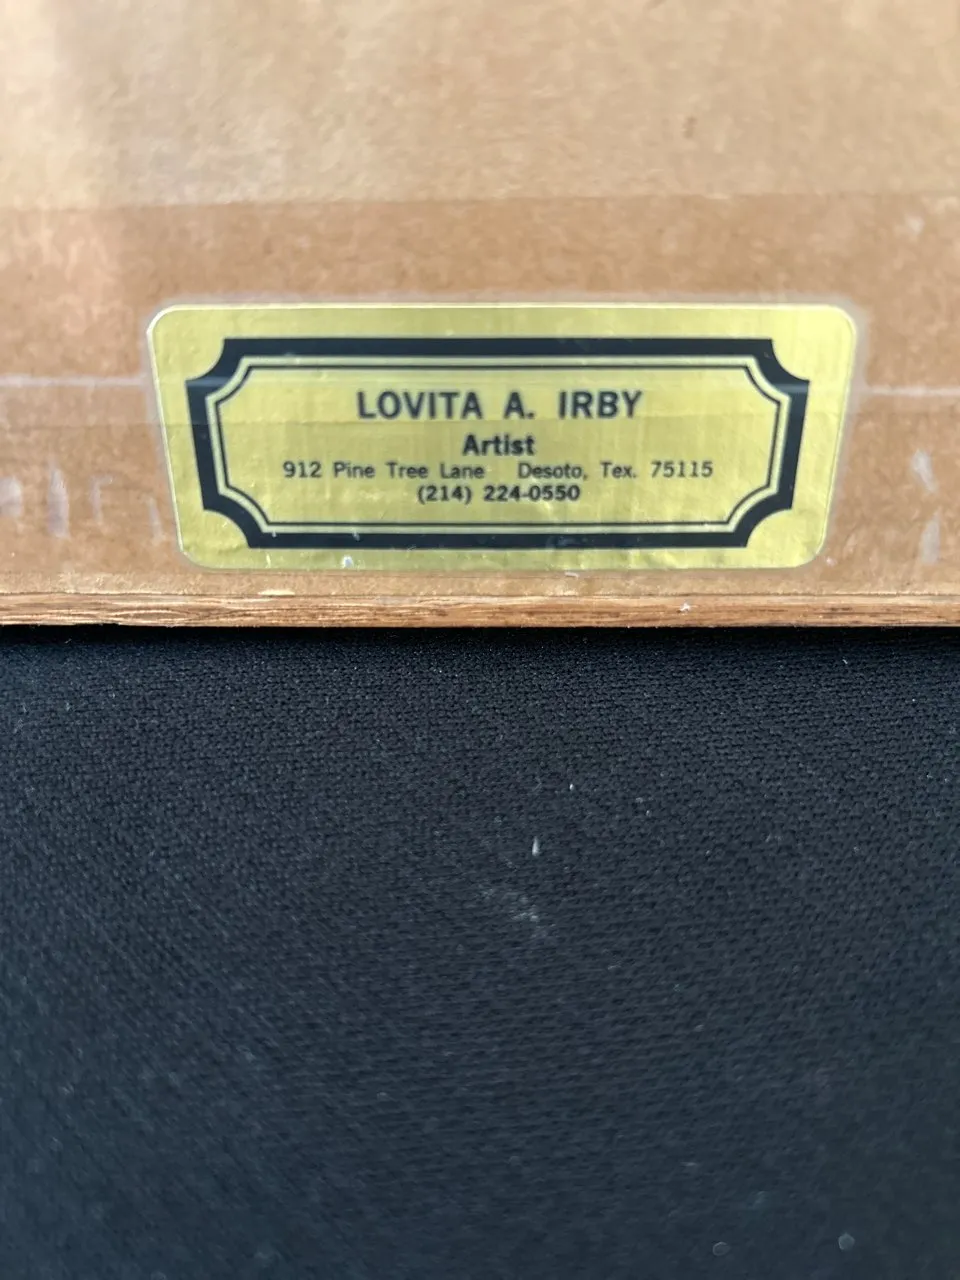 LOVITA A. IRBY
Artist
912 Pine Tree Lane Desoto, Tex. 75115
(214) 224-0550